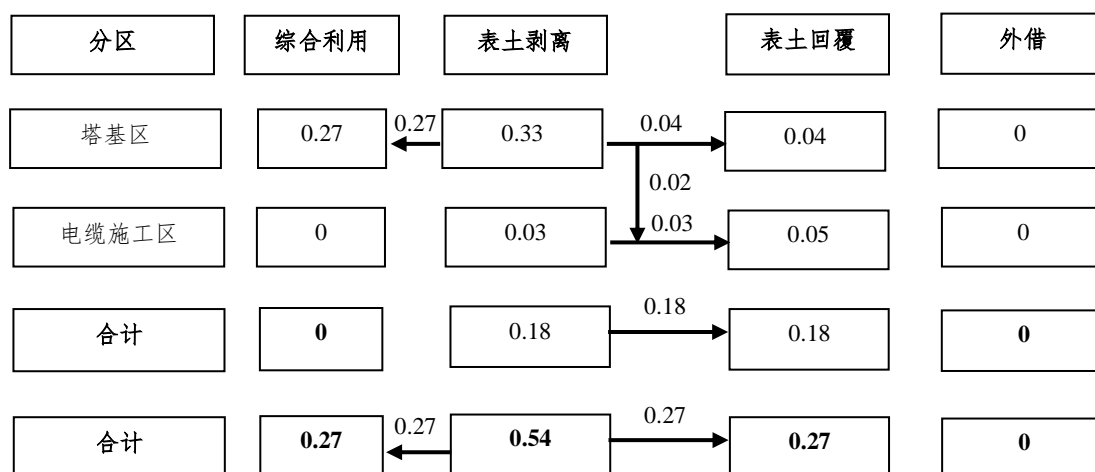 分区 综合利用 表土剥离 表土回覆 外借
塔基区 0.27 0.27 0.33 0.04 0.04 0
0.02
电缆施工区 0 0.03 0.03 0.05 0
合计 0 0.18 0.18 0.18 0
合计 0.27 0.27 0.54 0.27 0.27 0